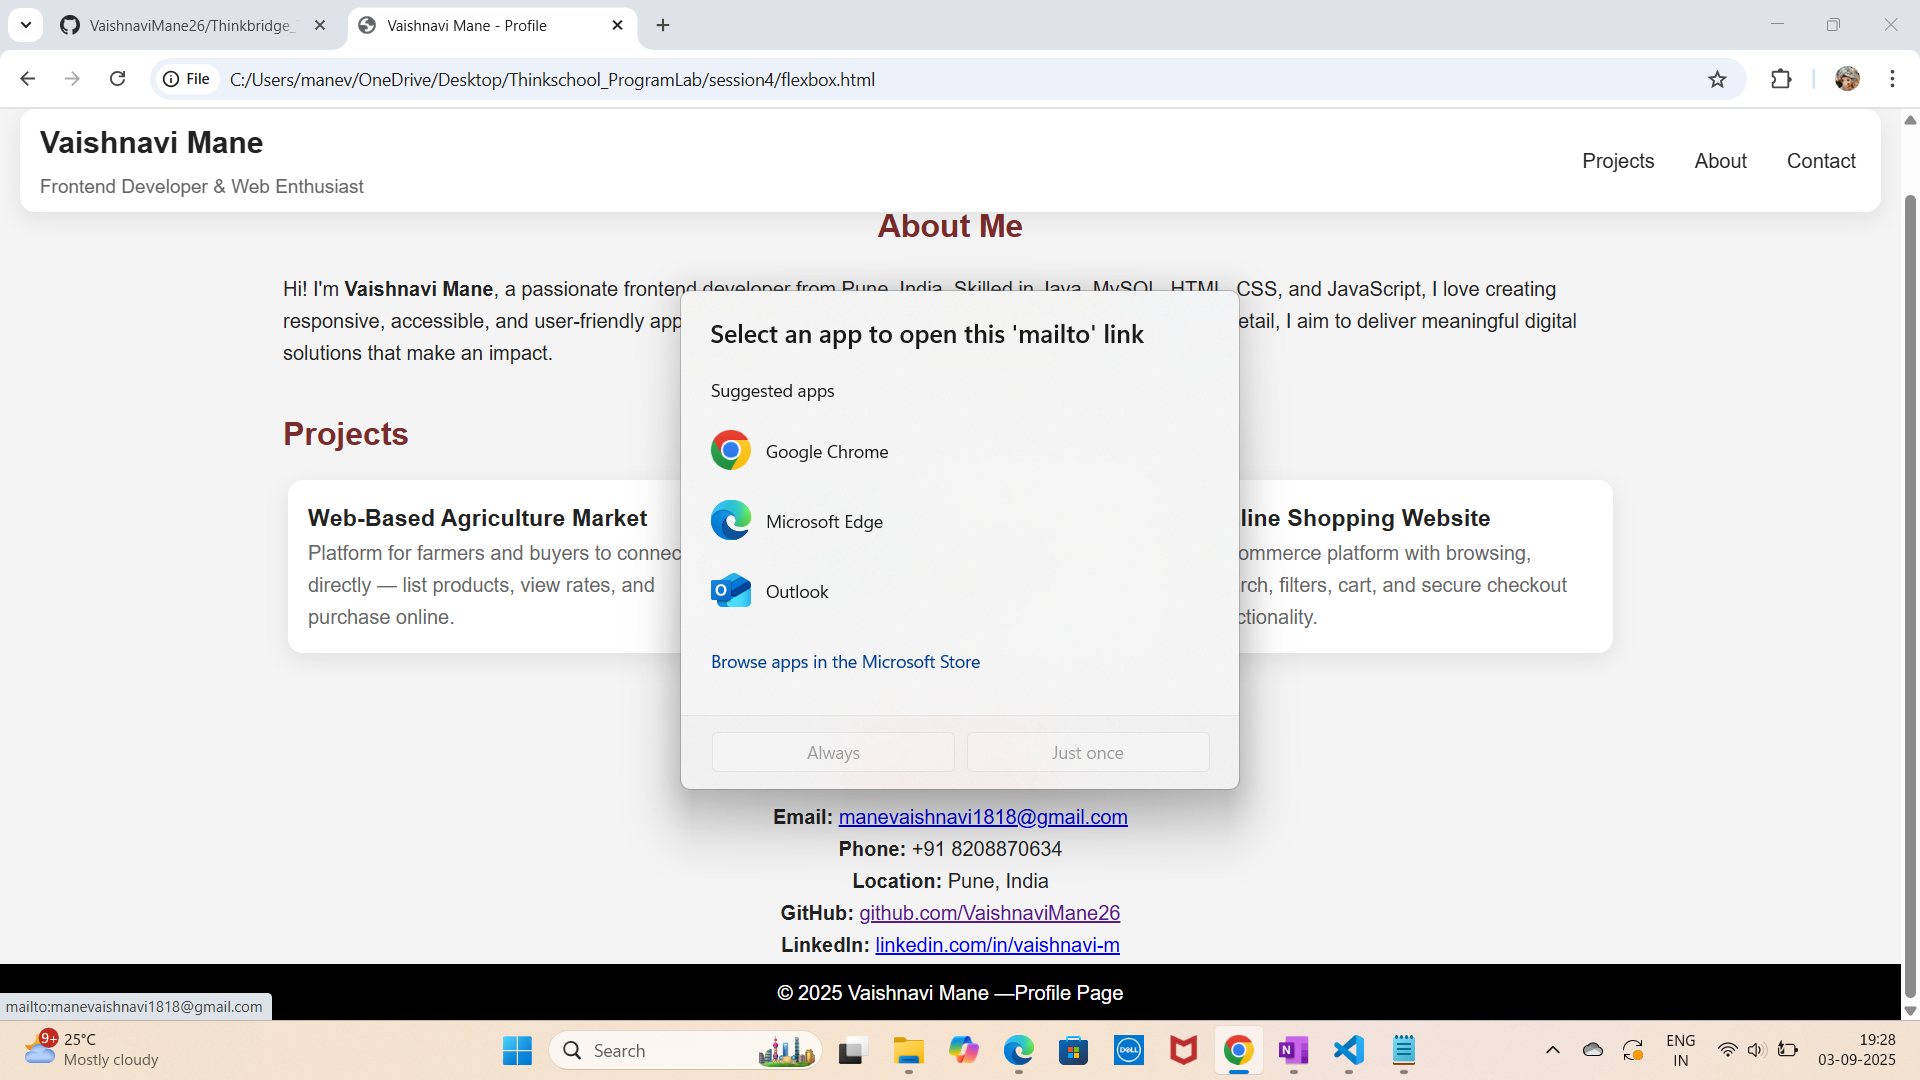 VaishnaviMane26/Thinkbridge_
Vaishnavi Mane - Profile
File
C:/Users/manev/OneDrive/Desktop/Thinkschool_ProgramLab/session4/flexbox.html
Vaishnavi Mane
Frontend Developer & Web Enthusiast
Projects
About
Contact
About Me
Hi! I'm Vaishnavi Mane, a passionate frontend developer from Pune, India. Skilled in Java, MySQL, HTML, CSS, and JavaScript, I love creating
responsive, accessible, and user-friendly app
etail, I aim to deliver meaningful digital
solutions that make an impact.
Projects
Web-Based Agriculture Market
Platform for farmers and buyers to connec
directly — list products, view rates, and
purchase online.
line Shopping Website
ommerce platform with browsing,
rch, filters, cart, and secure checkout
ctionality.
Select an app to open this 'mailto' link
Suggested apps
Google Chrome
Microsoft Edge
Outlook
Browse apps in the Microsoft Store
Always
Just once
Email: manevaishnavi1818@gmail.com
Phone: +91 8208870634
Location: Pune, India
GitHub: github.com/VaishnaviMane26
LinkedIn: linkedin.com/in/vaishnavi-m
© 2025 Vaishnavi Mane —Profile Page
mailto:manevaishnavi1818@gmail.com
9+
25°C
Mostly cloudy
Search
DELL
N
ENG
IN
19:28
03-09-2025